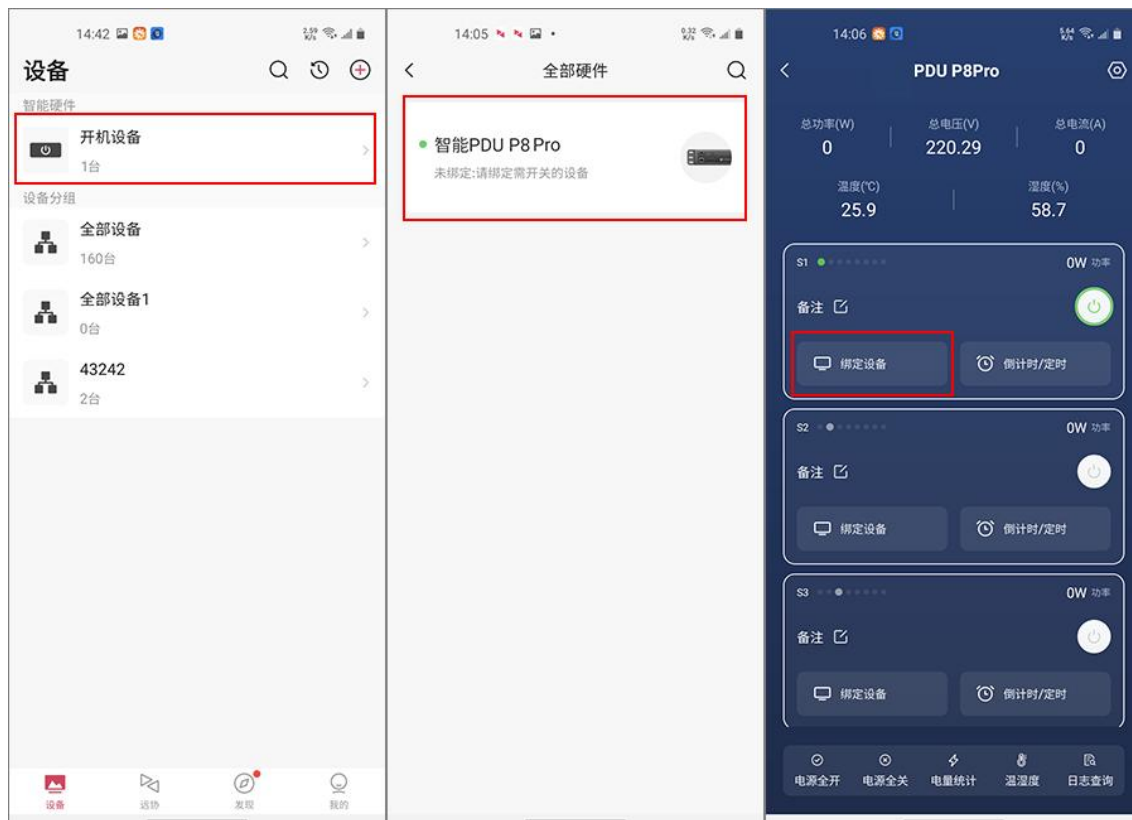 14:42
2.59 K/s
设备
智能硬件
开机设备
1台
设备分组
全部设备
160台
全部设备1
0台
43242
2台
设备
远协
发现
我的
14:05
0.32 K/s
全部硬件
智能PDU P8 Pro
未绑定:请绑定需开关的设备
14:06
5.64 K/s
PDU P8Pro
总功率(W)
总电压(V)
总电流(A)
0
220.29
0
温度(℃)
湿度(%)
25.9
58.7
S1
0W 功率
备注
绑定设备
倒计时/定时
S2
0W 功率
备注
绑定设备
倒计时/定时
S3
0W 功率
备注
绑定设备
倒计时/定时
电源全开
电源全关
电量统计
温湿度
日志查询